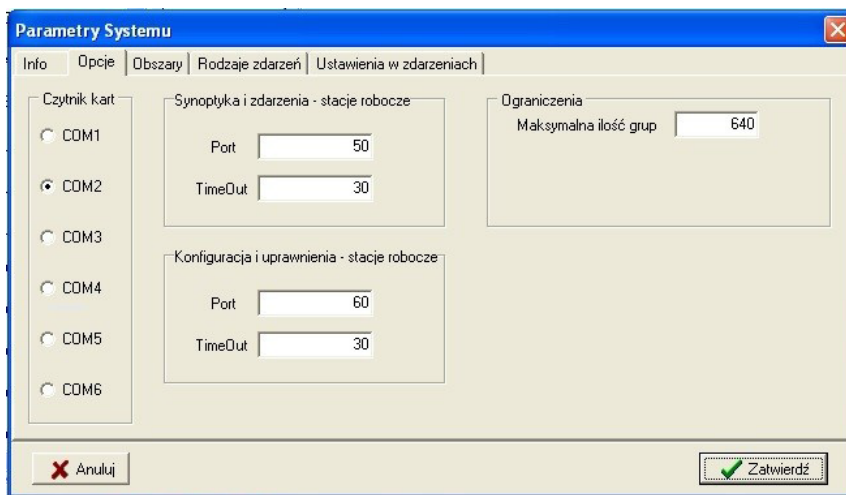 Parametry Systemu
Info Opcje Obszary Rodzaje zdarzeń Ustawienia w zdarzeniach
Czytnik kart
COM1
COM2
COM3
COM4
COM5
COM6
Synoptyka i zdarzenia - stacje robocze
Port 50
TimeOut 30
Konfiguracja i uprawnienia - stacje robocze
Port 60
TimeOut 30
Ograniczenia
Maksymalna ilość grup 640
Anuluj
Zatwierdź